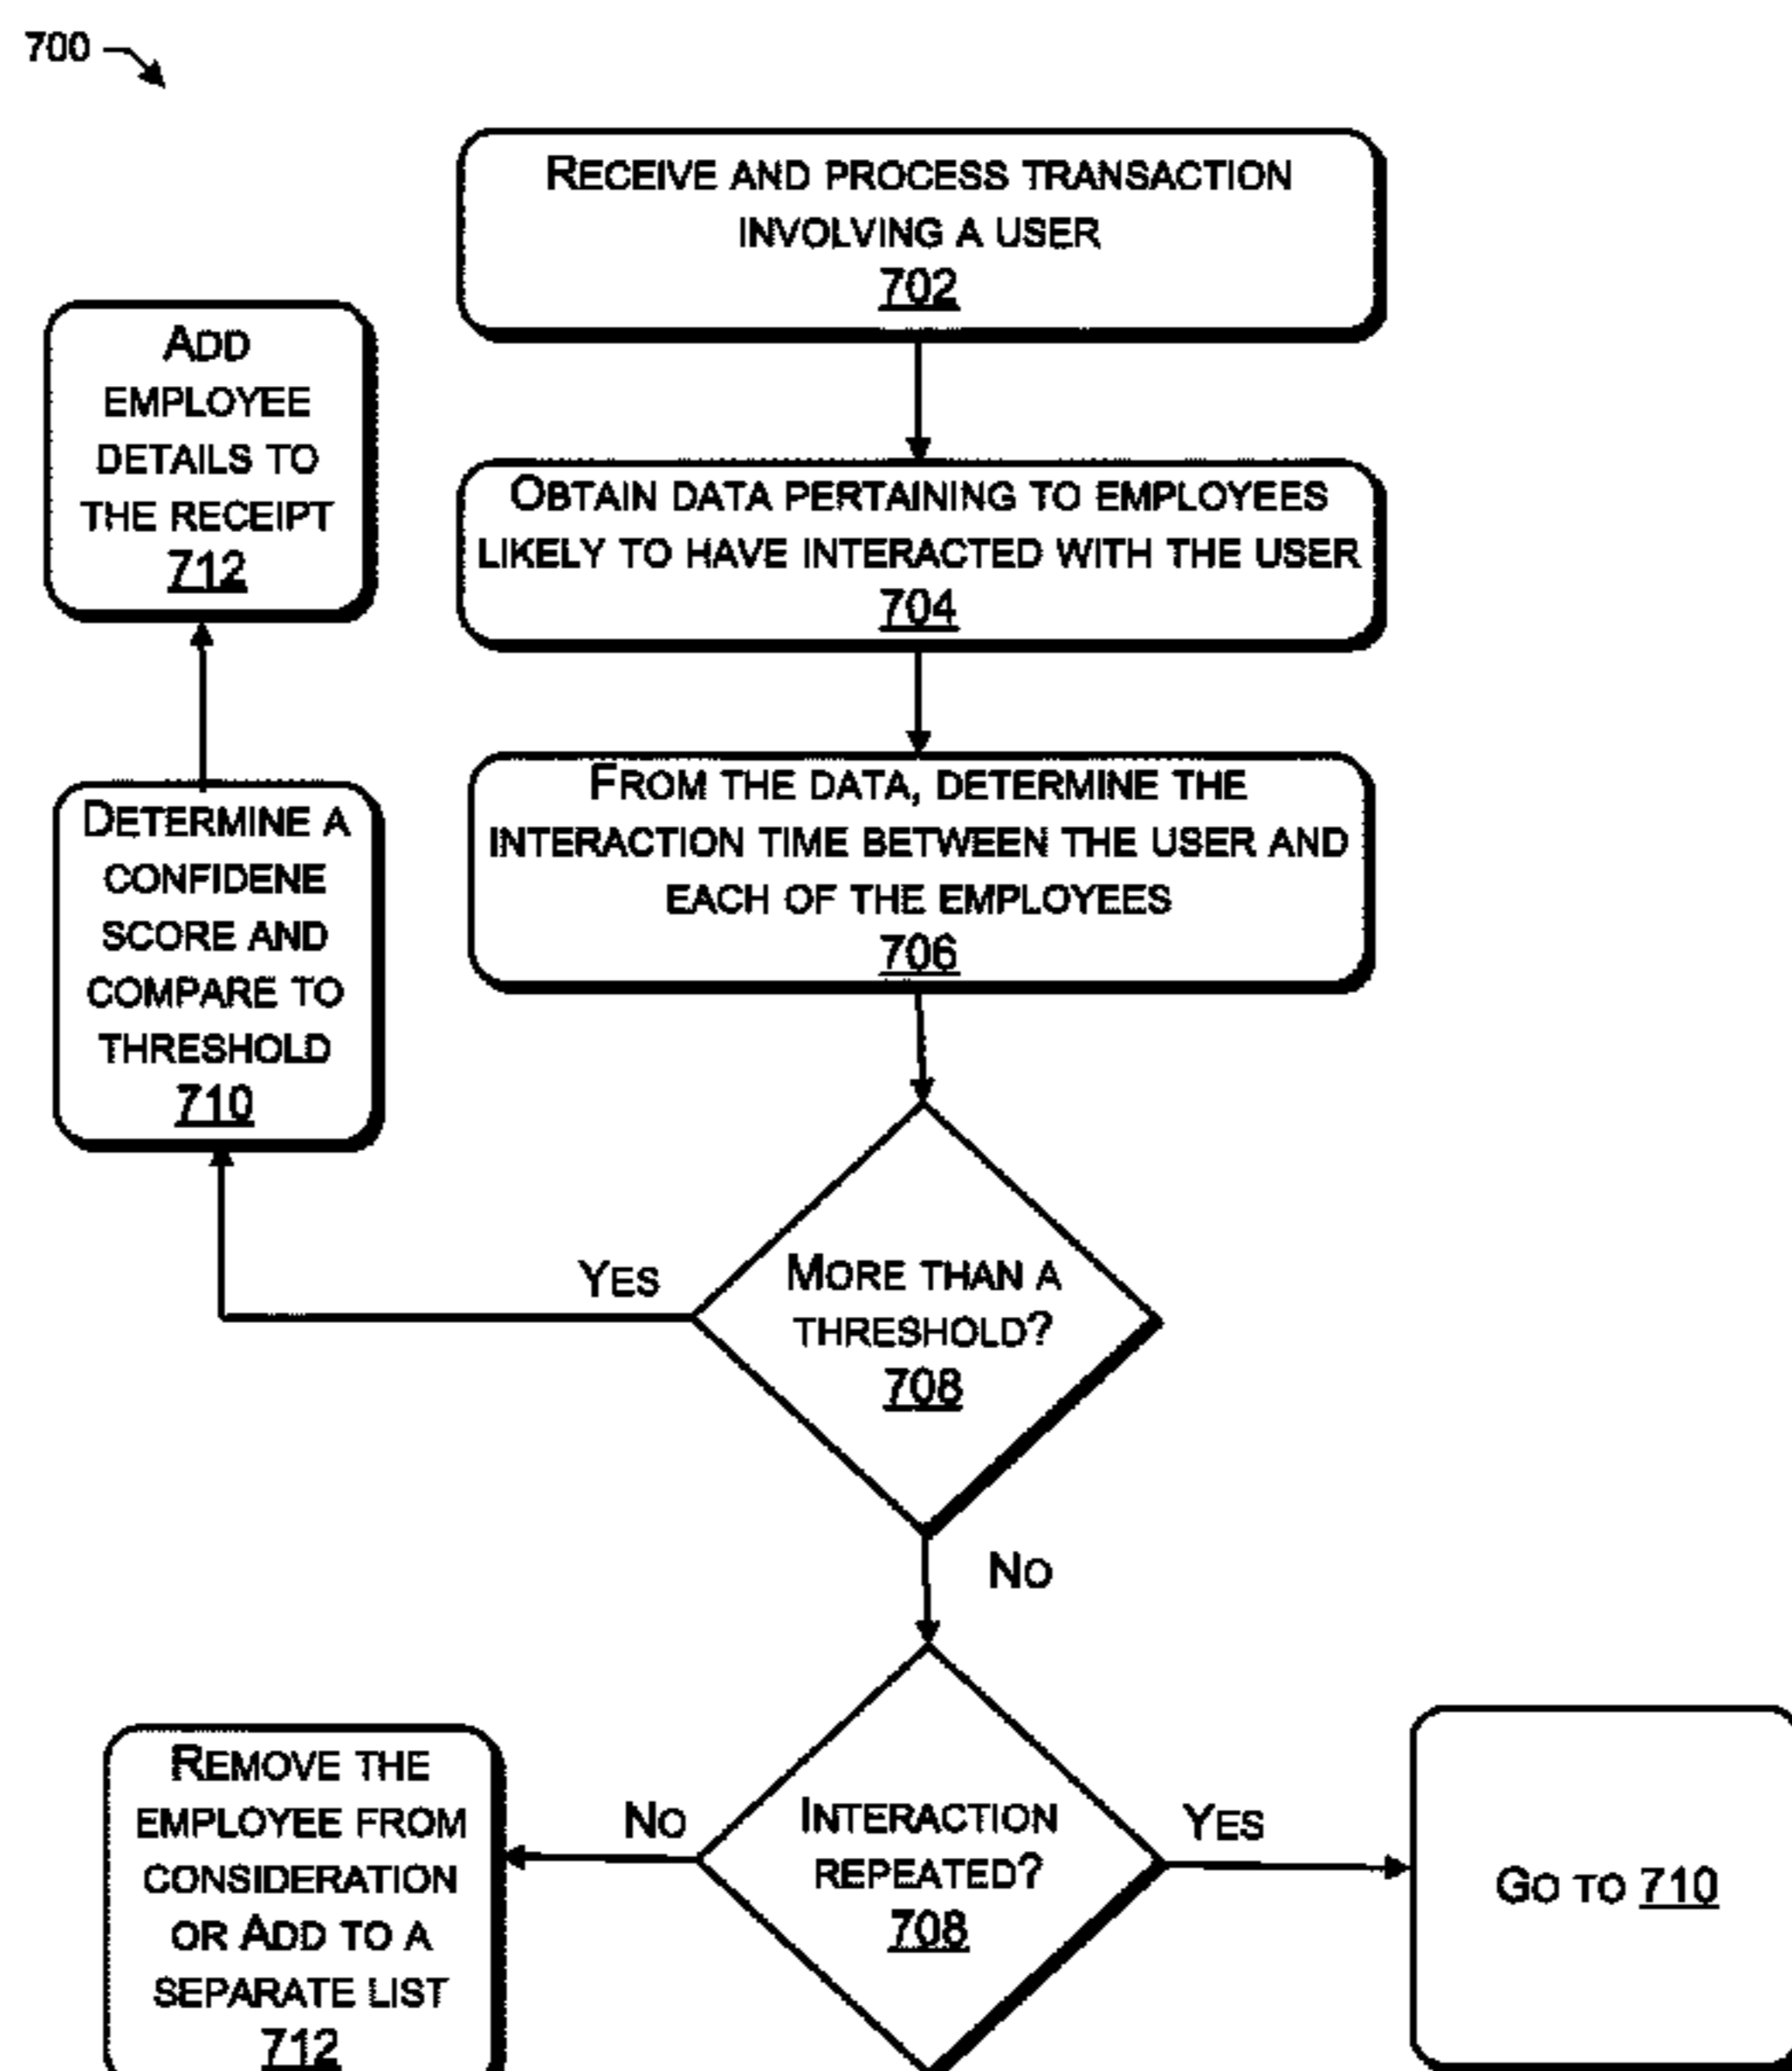 700
RECEIVE AND PROCESS TRANSACTION
INVOLVING A USER
702
ADD
EMPLOYEE
DETAILS TO
THE RECEIPT
712
OBTAIN DATA PERTAINING TO EMPLOYEES
LIKELY TO HAVE INTERACTED WITH THE USER
704
FROM THE DATA, DETERMINE THE
INTERACTION TIME BETWEEN THE USER AND
EACH OF THE EMPLOYEES
706
DETERMINE A
CONFIDENE
SCORE AND
COMPARE TO
THRESHOLD
710
YES
MORE THAN A
THRESHOLD?
708
NO
REMOVE THE
EMPLOYEE FROM
CONSIDERATION
OR ADD TO A
SEPARATE LIST
712
NO
INTERACTION
REPEATED?
708
YES
GO TO 710